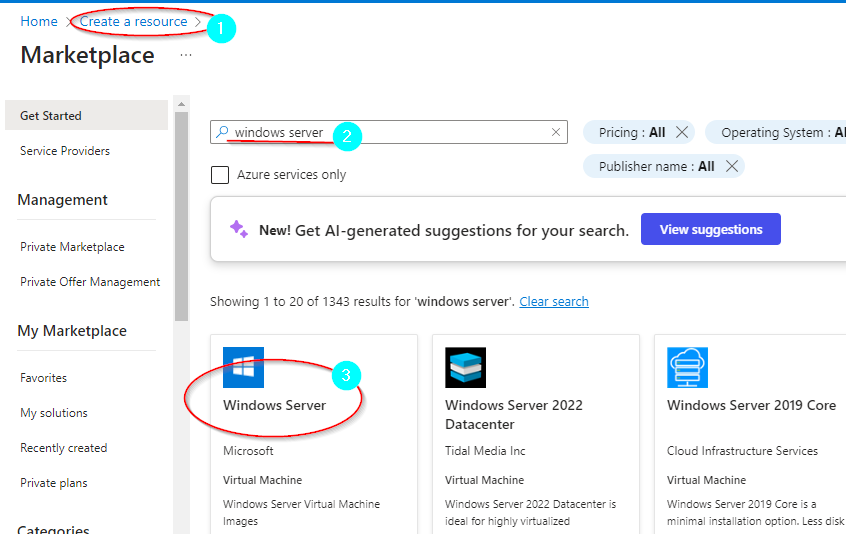 Home > Create a resource >
1
Marketplace ...
Get Started
Service Providers
Management
Private Marketplace
Private Offer Management
My Marketplace
Favorites
My solutions
Recently created
Private plans
Categories
windows server
2
Pricing : All
Operating System : Al
Publisher name : All
Azure services only
New! Get AI-generated suggestions for your search.
View suggestions
Showing 1 to 20 of 1343 results for 'windows server'. Clear search
3
Windows Server
Microsoft
Virtual Machine
Windows Server Virtual Machine
Images
Windows Server 2022
Datacenter
Tidal Media Inc
Virtual Machine
Windows Server 2022 Datacenter is
ideal for highly virtualized
Windows Server 2019 Core
Cloud Infrastructure Services
Virtual Machine
Windows Server 2019 Core is a
minimal installation option. Less disk